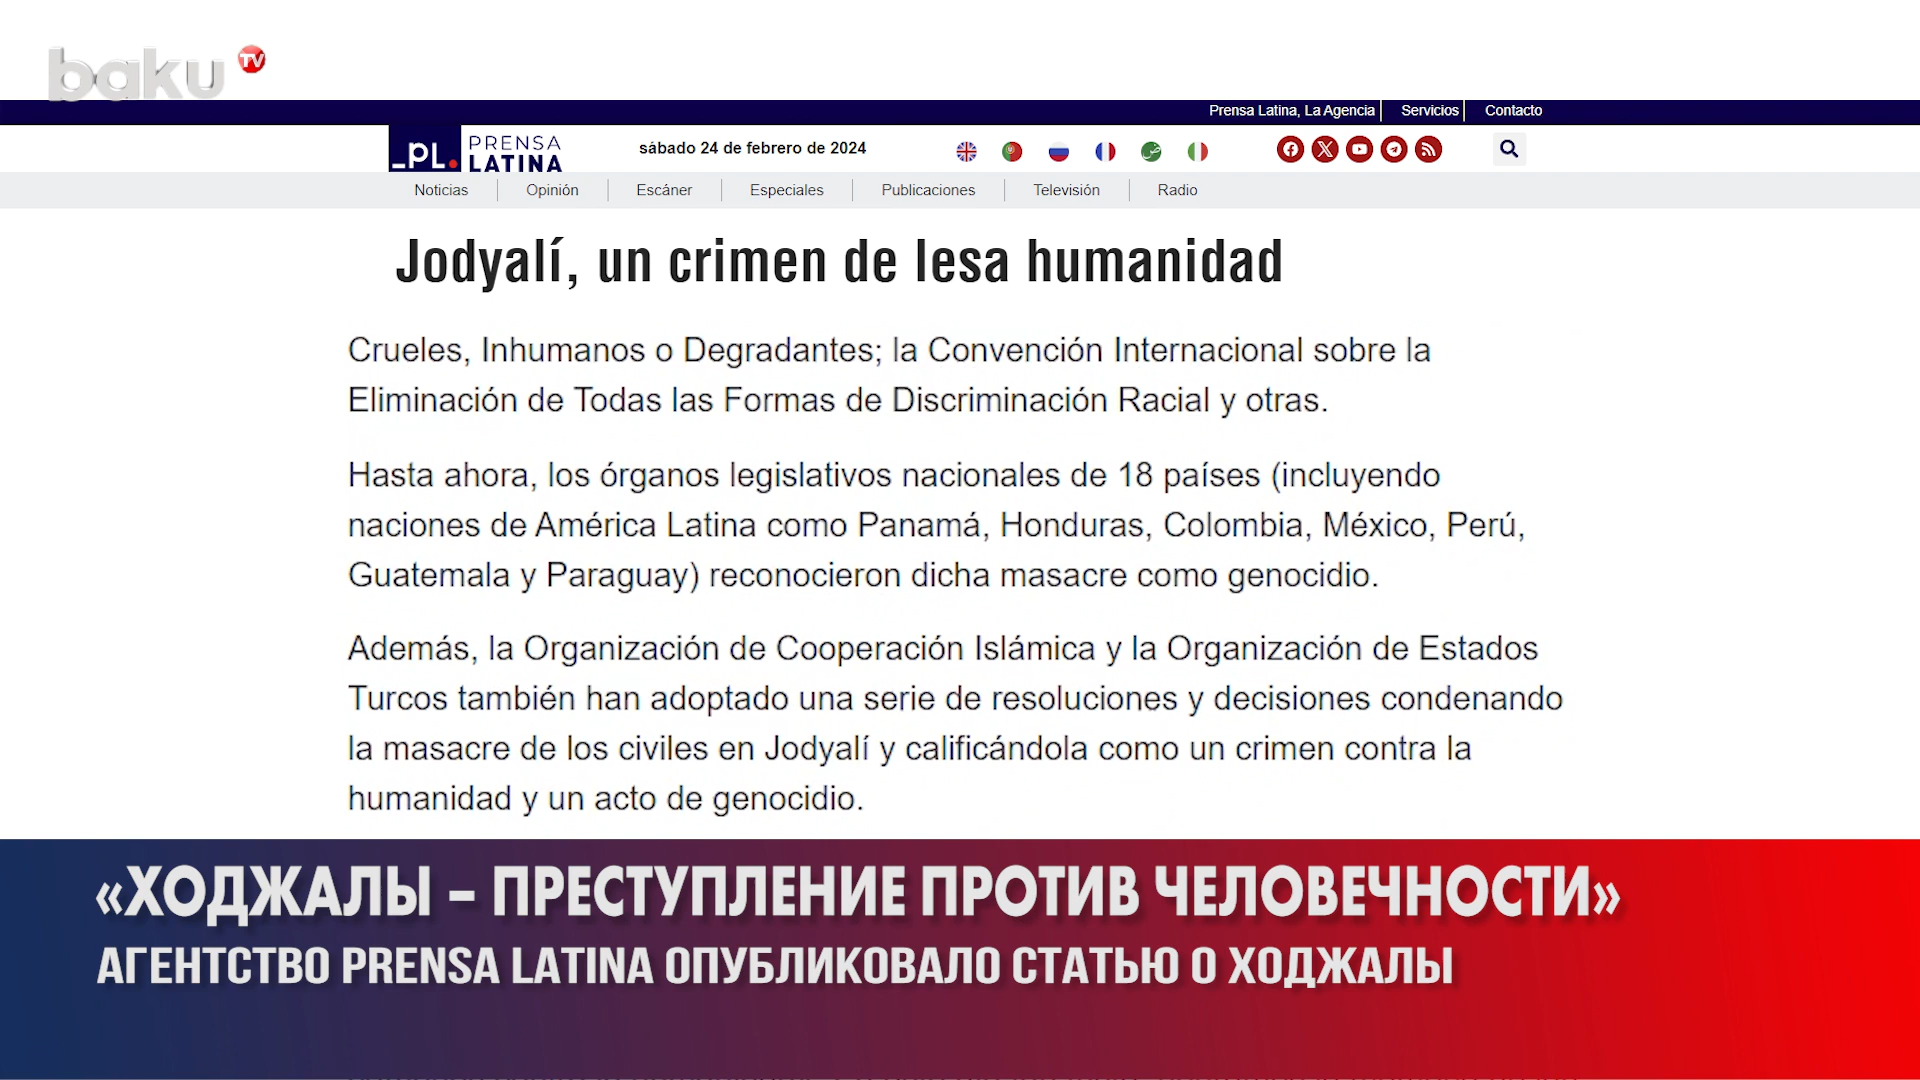 baku TV
Prensa Latina, La Agencia Servicios Contacto
_PL. PRENSA LATINA
sábado 24 de febrero de 2024
Noticias Opinión Escáner Especiales Publicaciones Televisión Radio
Jodyalí, un crimen de lesa humanidad
Crueles, Inhumanos o Degradantes; la Convención Internacional sobre la
Eliminación de Todas las Formas de Discriminación Racial y otras.
Hasta ahora, los órganos legislativos nacionales de 18 países (incluyendo
naciones de América Latina como Panamá, Honduras, Colombia, México, Perú,
Guatemala y Paraguay) reconocieron dicha masacre como genocidio.
Además, la Organización de Cooperación Islámica y la Organización de Estados
Turcos también han adoptado una serie de resoluciones y decisiones condenando
la masacre de los civiles en Jodyalí y calificándola como un crimen contra la
humanidad y un acto de genocidio.
«ХОДЖАЛЫ – ПРЕСТУПЛЕНИЕ ПРОТИВ ЧЕЛОВЕЧНОСТИ»
АГЕНТСТВО PRENSA LATINA ОПУБЛИКОВАЛО СТАТЬЮ О ХОДЖАЛЫ